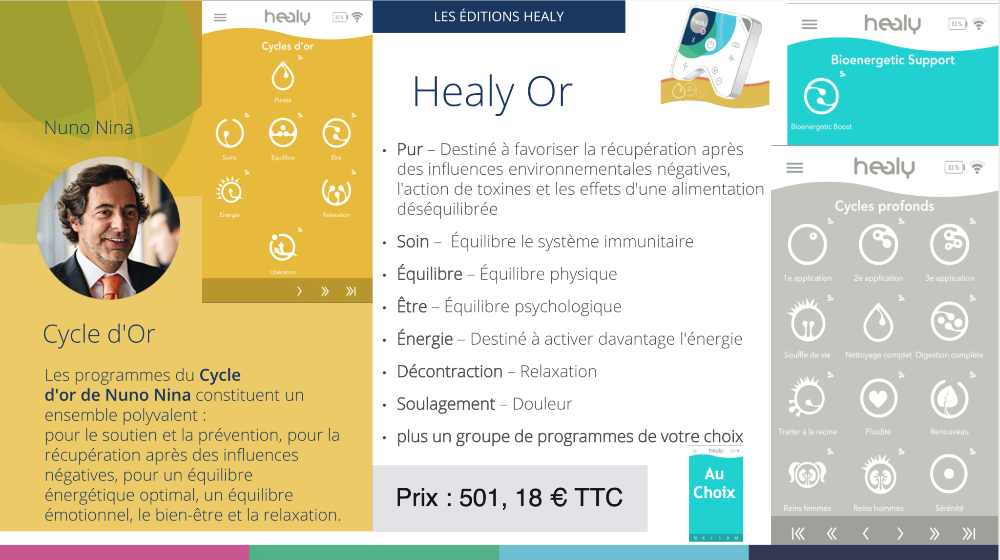 Nuno Nina
Cycle d'Or
Les programmes du Cycle
d'or de Nuno Nina constituent un
ensemble polyvalent :
pour le soutien et la prévention, pour la
récupération après des influences
négatives, pour un équilibre
énergétique optimal, un équilibre
émotionnel, le bien-être et la relaxation.
healy
83 %
Cycles d'or
Pureté
Soins
Equilibre
Etre
Energie
Relaxation
Libération
LES ÉDITIONS HEALY
healy
Healy Or
• Pur – Destiné à favoriser la récupération après
des influences environnementales négatives,
l'action de toxines et les effets d'une alimentation
déséquilibrée
• Soin – Équilibre le système immunitaire
• Équilibre – Équilibre physique
• Être – Équilibre psychologique
• Énergie – Destiné à activer davantage l'énergie
• Décontraction – Relaxation
• Soulagement – Douleur
• plus un groupe de programmes de votre choix
Prix : 501, 18 € TTC
healy
Au
Choix
healy
83 %
Bioenergetic Support
Bioenergetic Boost
healy
83 %
Cycles profonds
1e application
2e application
3e application
Souffle de vie
Nettoyage complet
Digestion complète
Traiter à la racine
Fluidité
Renouveau
Reins femmes
Reins hommes
Sérénité